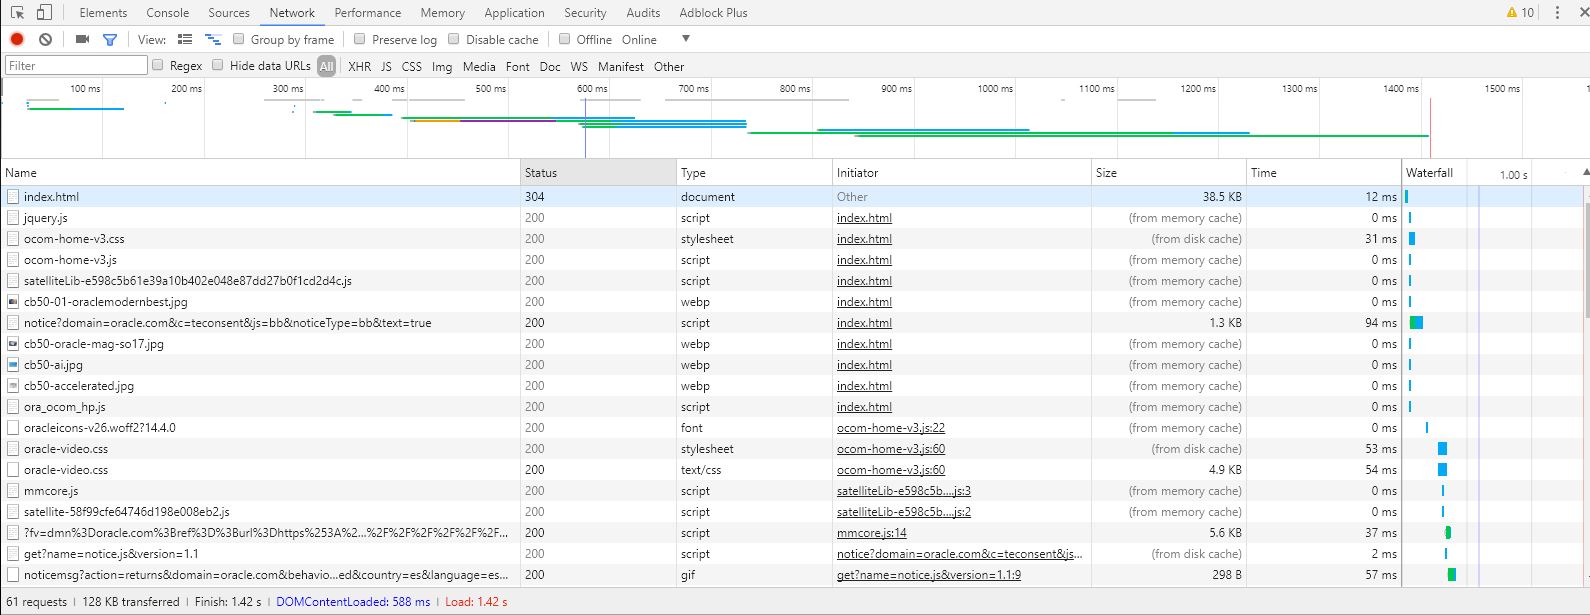 Elements Console Sources Network Performance Memory Application Security Audits Adblock Plus 10
View: Group by frame Preserve log Disable cache Offline Online
Filter Regex Hide data URLs All XHR JS CSS Img Media Font Doc WS Manifest Other
100 ms 200 ms 300 ms 400 ms 500 ms 600 ms 700 ms 800 ms 900 ms 1000 ms 1100 ms 1200 ms 1300 ms 1400 ms 1500 ms
Name Status Type Initiator Size Time Waterfall 1.00 s
index.html 304 document Other 38.5 KB 12 ms
jquery.js 200 script index.html (from memory cache) 0 ms
ocom-home-v3.css 200 stylesheet index.html (from disk cache) 31 ms
ocom-home-v3.js 200 script index.html (from memory cache) 0 ms
satelliteLib-e598c5b61e39a10b402e048e87dd27b0f1cd2d4c.js 200 script index.html (from memory cache) 0 ms
cb50-01-oraclemodernbest.jpg 200 webp index.html (from memory cache) 0 ms
notice?domain=oracle.com&c=teconsent&js=bb&noticeType=bb&text=true 200 script index.html 1.3 KB 94 ms
cb50-oracle-mag-so17.jpg 200 webp index.html (from memory cache) 0 ms
cb50-ai.jpg 200 webp index.html (from memory cache) 0 ms
cb50-accelerated.jpg 200 webp index.html (from memory cache) 0 ms
ora_ocom_hp.js 200 script index.html (from memory cache) 0 ms
oracleicons-v26.woff2?14.4.0 200 font ocom-home-v3.js:22 (from memory cache) 0 ms
oracle-video.css 200 stylesheet ocom-home-v3.js:60 (from disk cache) 53 ms
oracle-video.css 200 text/css ocom-home-v3.js:60 4.9 KB 54 ms
mmcore.js 200 script satelliteLib-e598c5b....js:3 (from memory cache) 0 ms
satellite-58f99cfe64746d198e008eb2.js 200 script satelliteLib-e598c5b....js:2 (from memory cache) 0 ms
?fv=dmn%3Doracle.com%3Bref%3D%3Burl%3Dhttps%253A%2...%2F%2F%2F%2F%2F%2F... 200 script mmcore.js:14 5.6 KB 37 ms
get?name=notice.js&version=1.1 200 script notice?domain=oracle.com&c=teconsent&js... (from disk cache) 2 ms
noticemsg?action=returns&domain=oracle.com&behavio...ed&country=es&language=es... 200 gif get?name=notice.js&version=1.1:9 298 B 57 ms
61 requests | 128 KB transferred | Finish: 1.42 s | DOMContentLoaded: 588 ms | Load: 1.42 s